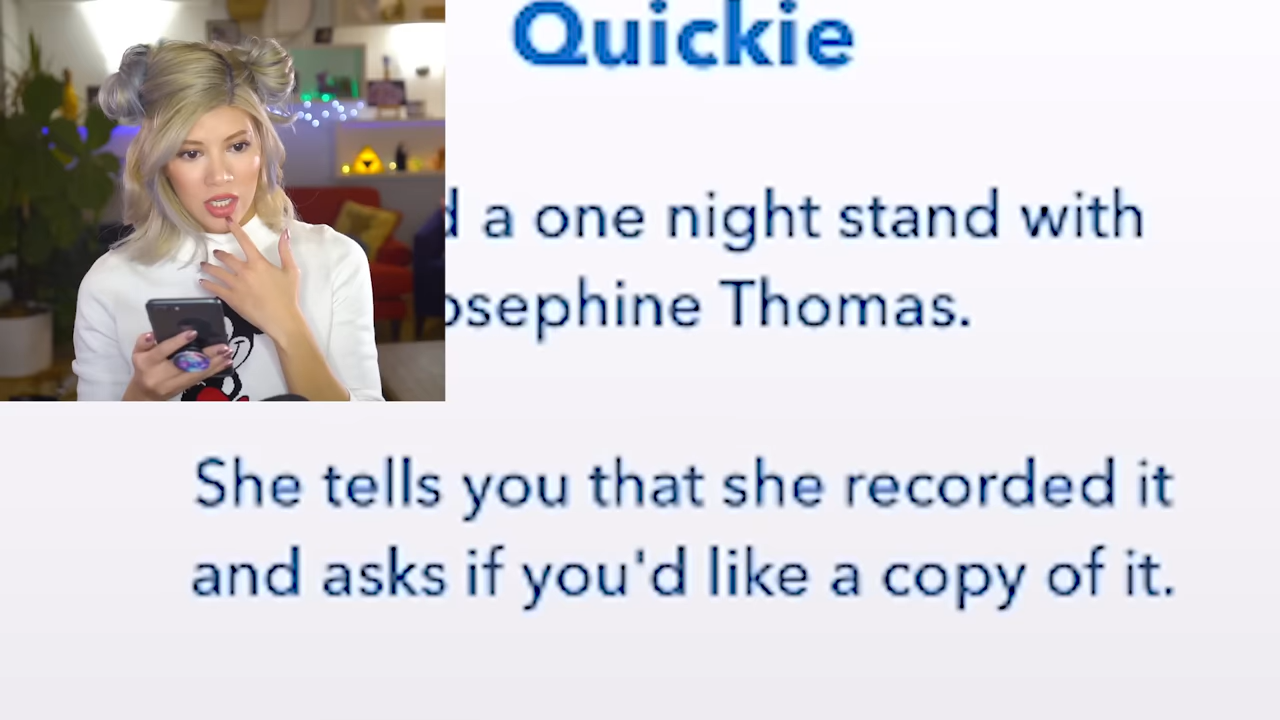 Quickie
d a one night stand with
osephine Thomas.
She tells you that she recorded it
and asks if you'd like a copy of it.